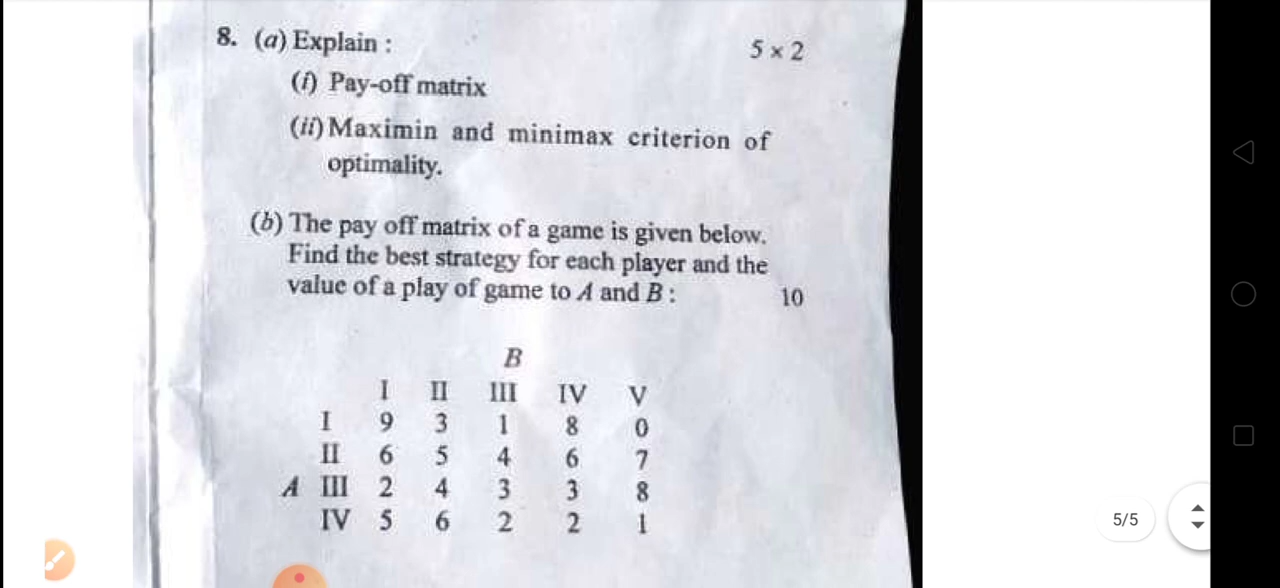 8. (a) Explain : 5 × 2
(i) Pay-off matrix
(ii) Maximin and minimax criterion of
optimality.
(b) The pay off matrix of a game is given below.
Find the best strategy for each player and the
value of a play of game to A and B : 10
B
I II III IV V
I 9 3 1 8 0
II 6 5 4 6 7
A III 2 4 3 3 8
IV 5 6 2 2 1
5/5